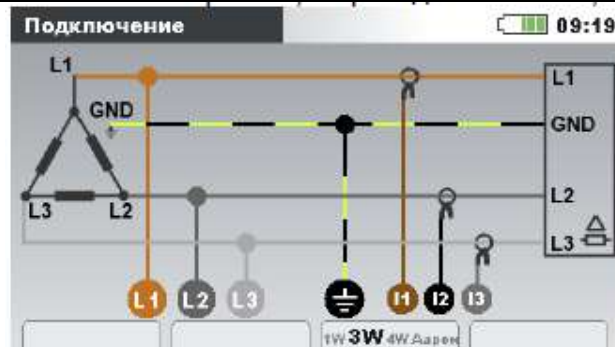 Подключение 09:19
L1 L1
GND GND
L3 L2 L2
L3
L1 L2 L3 I1 I2 I3
1W 3W 4W Аарон